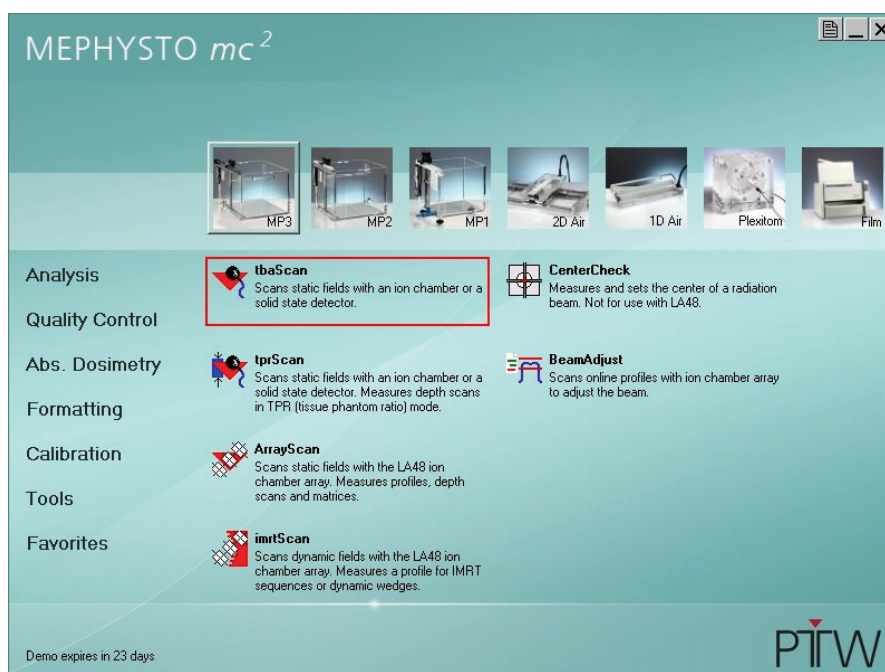 MEPHYSTO mc²
MP3
MP2
MP1
2D Air
1D Air
Plexitom
Film
Analysis
Quality Control
Abs. Dosimetry
Formatting
Calibration
Tools
Favorites
tbaScan
Scans static fields with an ion chamber or a
solid state detector.
CenterCheck
Measures and sets the center of a radiation
beam. Not for use with LA48.
tprScan
Scans static fields with an ion chamber or a
solid state detector. Measures depth scans
in TPR (tissue phantom ratio) mode.
BeamAdjust
Scans online profiles with ion chamber array
to adjust the beam.
ArrayScan
Scans static fields with the LA48 ion
chamber array. Measures profiles, depth
scans and matrices.
imrtScan
Scans dynamic fields with the LA48 ion
chamber array. Measures a profile for IMRT
sequences or dynamic wedges.
Demo expires in 23 days
PTW